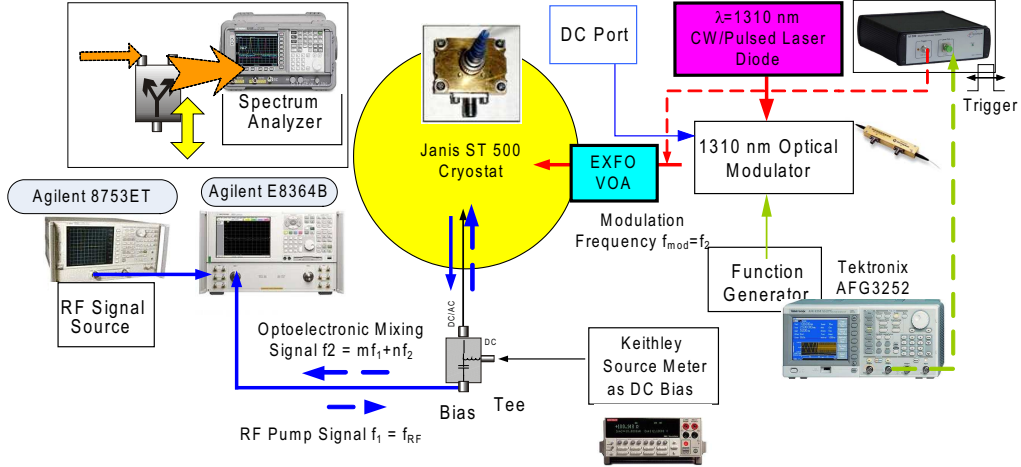 Spectrum
Analyzer
DC Port
λ=1310 nm
CW/Pulsed Laser
Diode
Trigger
Janis ST 500
Cryostat
EXFO
VOA
1310 nm Optical
Modulator
Agilent 8753ET
Agilent E8364B
Modulation
Frequency fmod=f2
RF Signal
Source
Function
Generator
Tektronix
AFG3252
Optoelectronic Mixing
Signal f2 = mf1+nf2
DC/AC
DC
Keithley
Source Meter
as DC Bias
Bias Tee
RF Pump Signal f1 = fRF